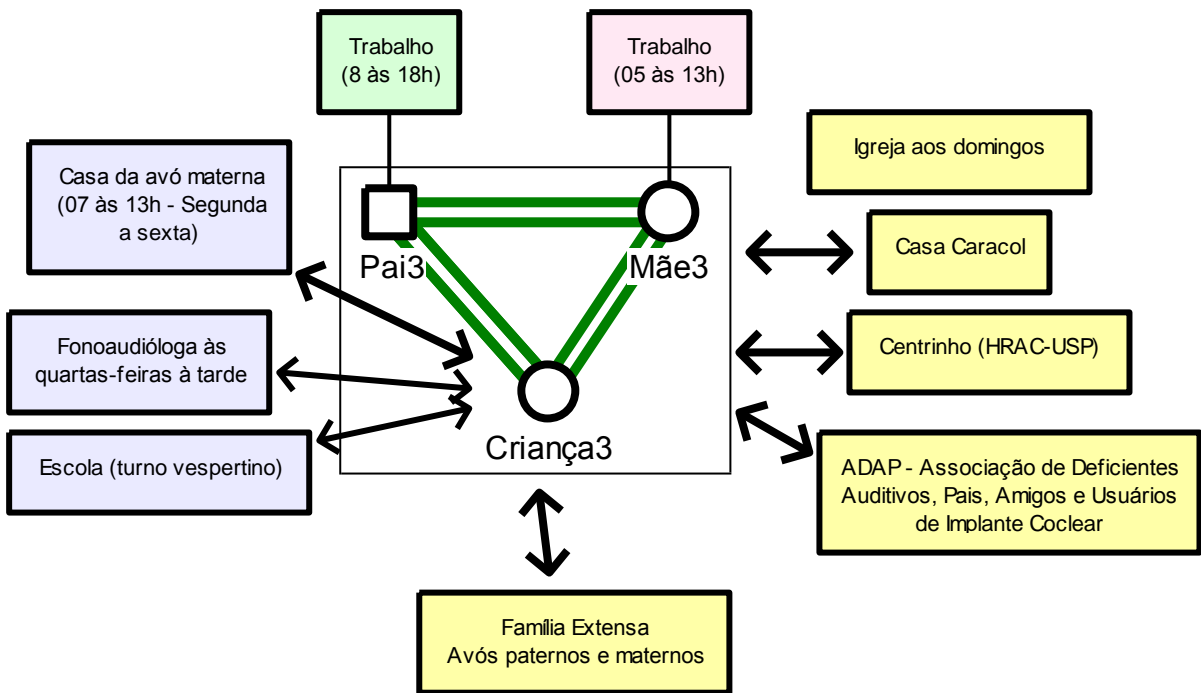 Trabalho
(8 às 18h)
Trabalho
(05 às 13h)
Igreja aos domingos
Casa da avó materna
(07 às 13h - Segunda
a sexta)
Casa Caracol
Pai3
Mãe3
Fonoaudióloga às
quartas-feiras à tarde
Centrinho (HRAC-USP)
Criança3
Escola (turno vespertino)
ADAP - Associação de Deficientes
Auditivos, Pais, Amigos e Usuários
de Implante Coclear
Família Extensa
Avós paternos e maternos